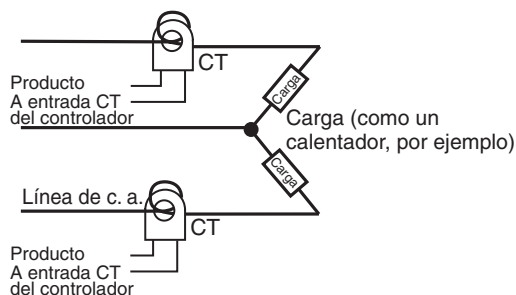 CT
Producto
A entrada CT
del controlador
Carga
Carga (como un
calentador, por ejemplo)
Carga
Línea de c. a.
CT
Producto
A entrada CT
del controlador